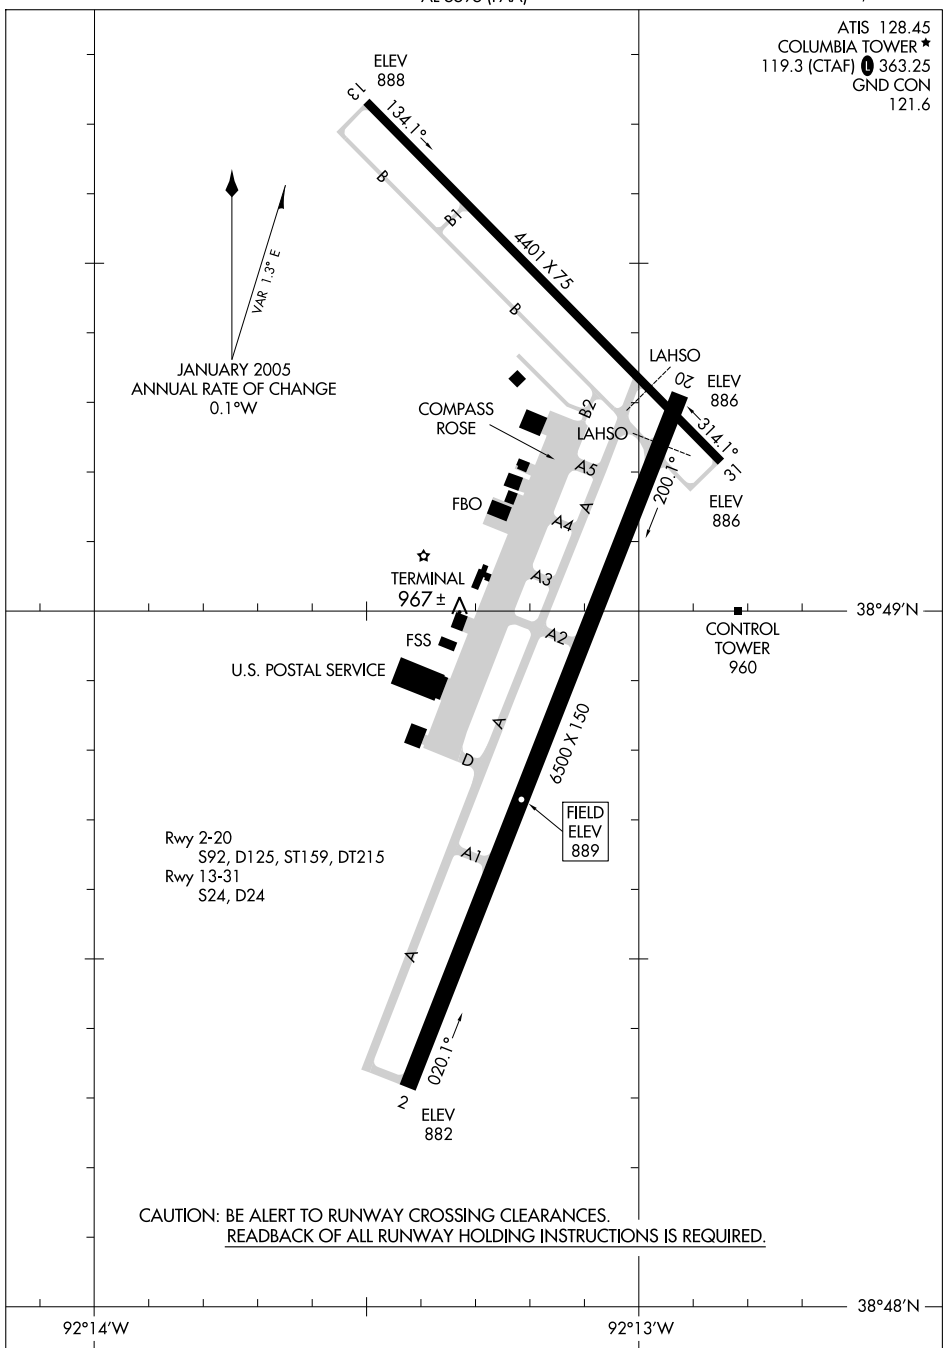 ATIS 128.45
COLUMBIA TOWER ★
119.3 (CTAF) L 363.25
GND CON
121.6
ELEV
888
13
134.1°
B
B1
4401 X 75
VAR 1.3° E
B
JANUARY 2005
ANNUAL RATE OF CHANGE
0.1°W
LAHSO
20
ELEV
886
COMPASS
ROSE
B2
LAHSO
314.1°
31
A5
200.1°
ELEV
886
FBO
A
A4
TERMINAL
967 ±
A3
38°49'N
A2
CONTROL
TOWER
960
FSS
U.S. POSTAL SERVICE
A
6500 X 150
D
FIELD
ELEV
889
Rwy 2-20
S92, D125, ST159, DT215
Rwy 13-31
S24, D24
A1
A
020.1°
2
ELEV
882
CAUTION: BE ALERT TO RUNWAY CROSSING CLEARANCES.
READBACK OF ALL RUNWAY HOLDING INSTRUCTIONS IS REQUIRED.
38°48'N
92°14'W
92°13'W